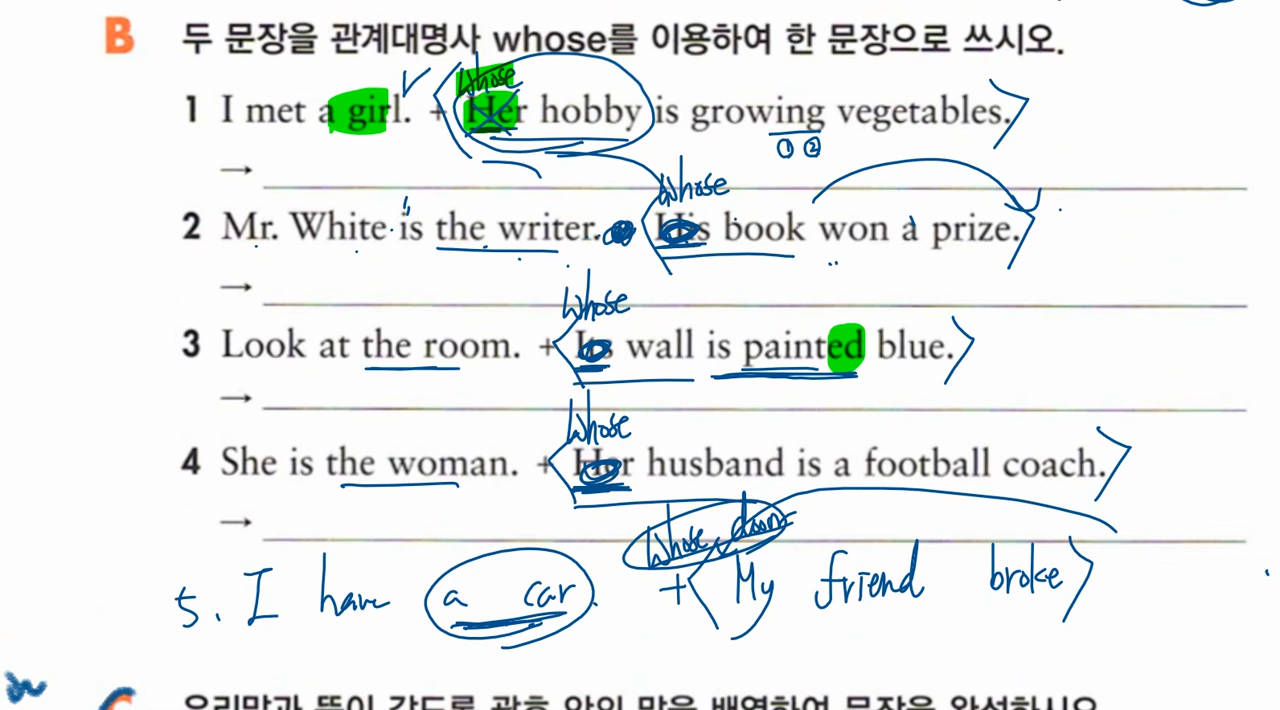 B 두 문장을 관계대명사 whose를 이용하여 한 문장으로 쓰시오.
whose
1 I met a girl. + Her hobby is growing vegetables.
① ②
→
whose
2 Mr. White is the writer. His book won a prize.
→
whose
3 Look at the room. + Its wall is painted blue.
→
whose
4 She is the woman. + Her husband is a football coach.
→
whose door
5. I have a car. + My friend broke
C 우리말과 뜻이 같도록 괄호 안의 말을 배열하여 문장을 완성하시오.